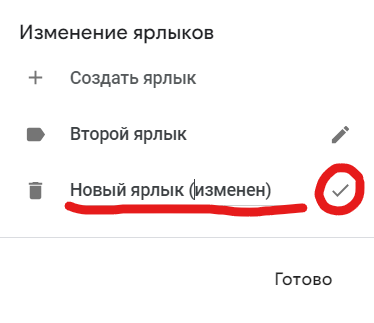 Изменение ярлыков
Создать ярлык
Второй ярлык
Новый ярлык (изменен)
Готово